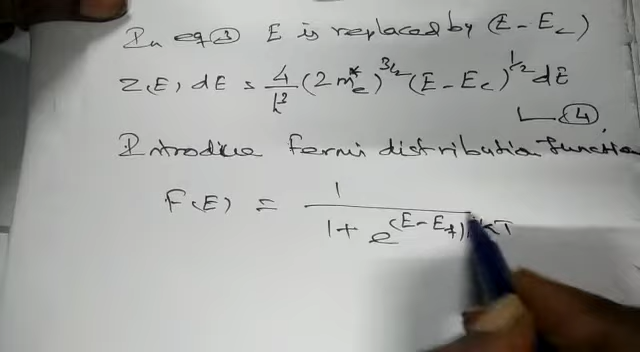 In eq ③ E is replaced by (E - Ec)
Z(E) dE = 4/h³ (2m*e)^3/2 (E - Ec)^1/2 dE
④
Introduce Fermi distribution function
F(E) = 1 / 1 + e^(E - Ef)/kT